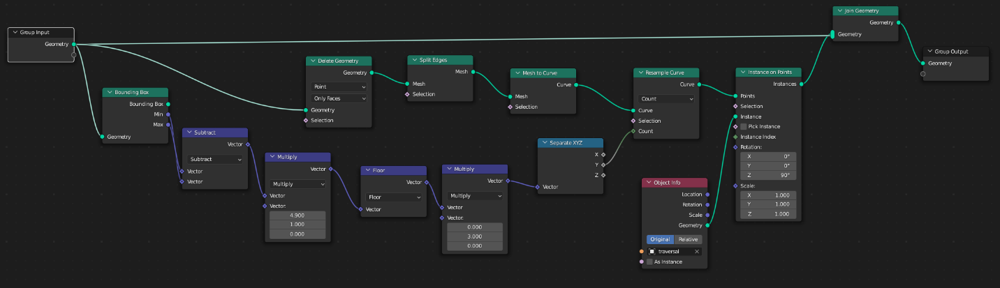 Group Input
Geometry
Bounding Box
Bounding Box
Min
Max
Geometry
Subtract
Vector
Subtract
Vector
Vector
Multiply
Vector
Multiply
Vector
Vector:
4.900
1.000
0.000
Delete Geometry
Geometry
Point
Only Faces
Geometry
Selection
Floor
Vector
Floor
Vector
Split Edges
Mesh
Mesh
Selection
Multiply
Vector
Multiply
Vector
Vector:
0.000
3.000
0.000
Mesh to Curve
Curve
Mesh
Selection
Separate XYZ
X
Y
Z
Vector
Resample Curve
Curve
Count
Curve
Selection
Count
Object Info
Location
Rotation
Scale
Geometry
Original Relative
traversal
As Instance
Instance on Points
Instances
Points
Selection
Instance
Pick Instance
Instance Index
Rotation:
X 0°
Y 0°
Z 90°
Scale:
X 1.000
Y 1.000
Z 1.000
Join Geometry
Geometry
Geometry
Group Output
Geometry